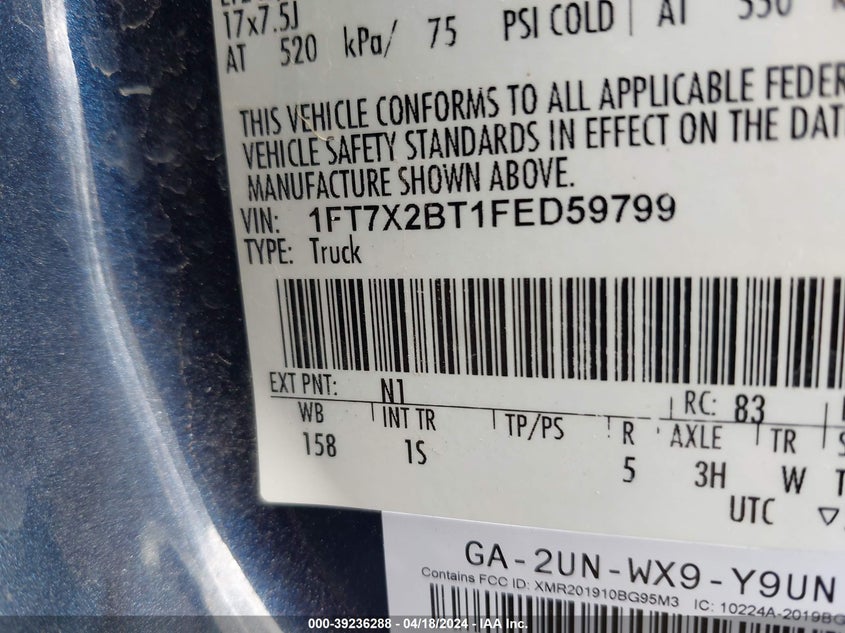 17x7.5J
AT 520 kPa/ 75 PSI COLD | AT 550
THIS VEHICLE CONFORMS TO ALL APPLICABLE FEDER
VEHICLE SAFETY STANDARDS IN EFFECT ON THE DAT
MANUFACTURE SHOWN ABOVE.
VIN: 1FT7X2BT1FED59799
TYPE: Truck
EXT PNT: N1 RC: 83
WB INT TR TP/PS R AXLE TR S
158 1S 5 3H W T
UTC
GA-2UN-WX9-Y9UN
Contains FCC ID: XMR201910BG95M3 IC: 10224A-2019BG
000-39236288 - 04/18/2024 - IAAI.com